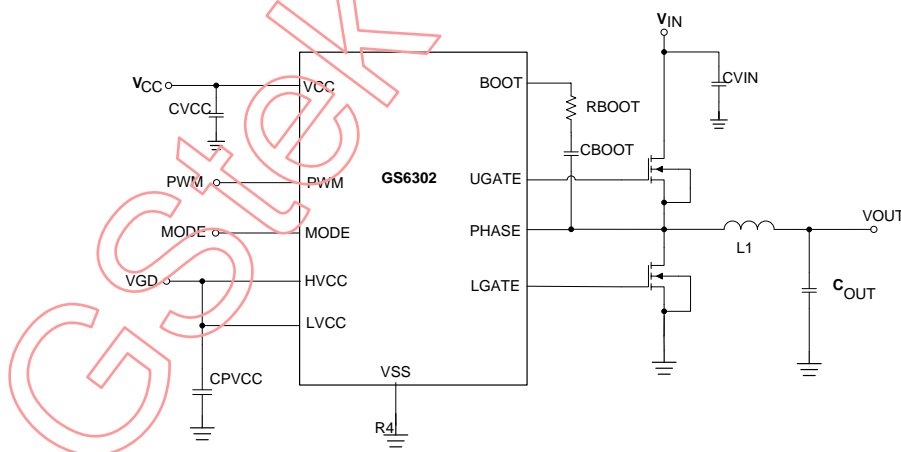 VIN
CVIN
VCC
VCC
CVCC
BOOT
RBOOT
CBOOT
PWM
PWM
GS6302
UGATE
MODE
MODE
PHASE
VOUT
L1
VGD
HVCC
LGATE
COUT
LVCC
CPVCC
VSS
R4
Gstek